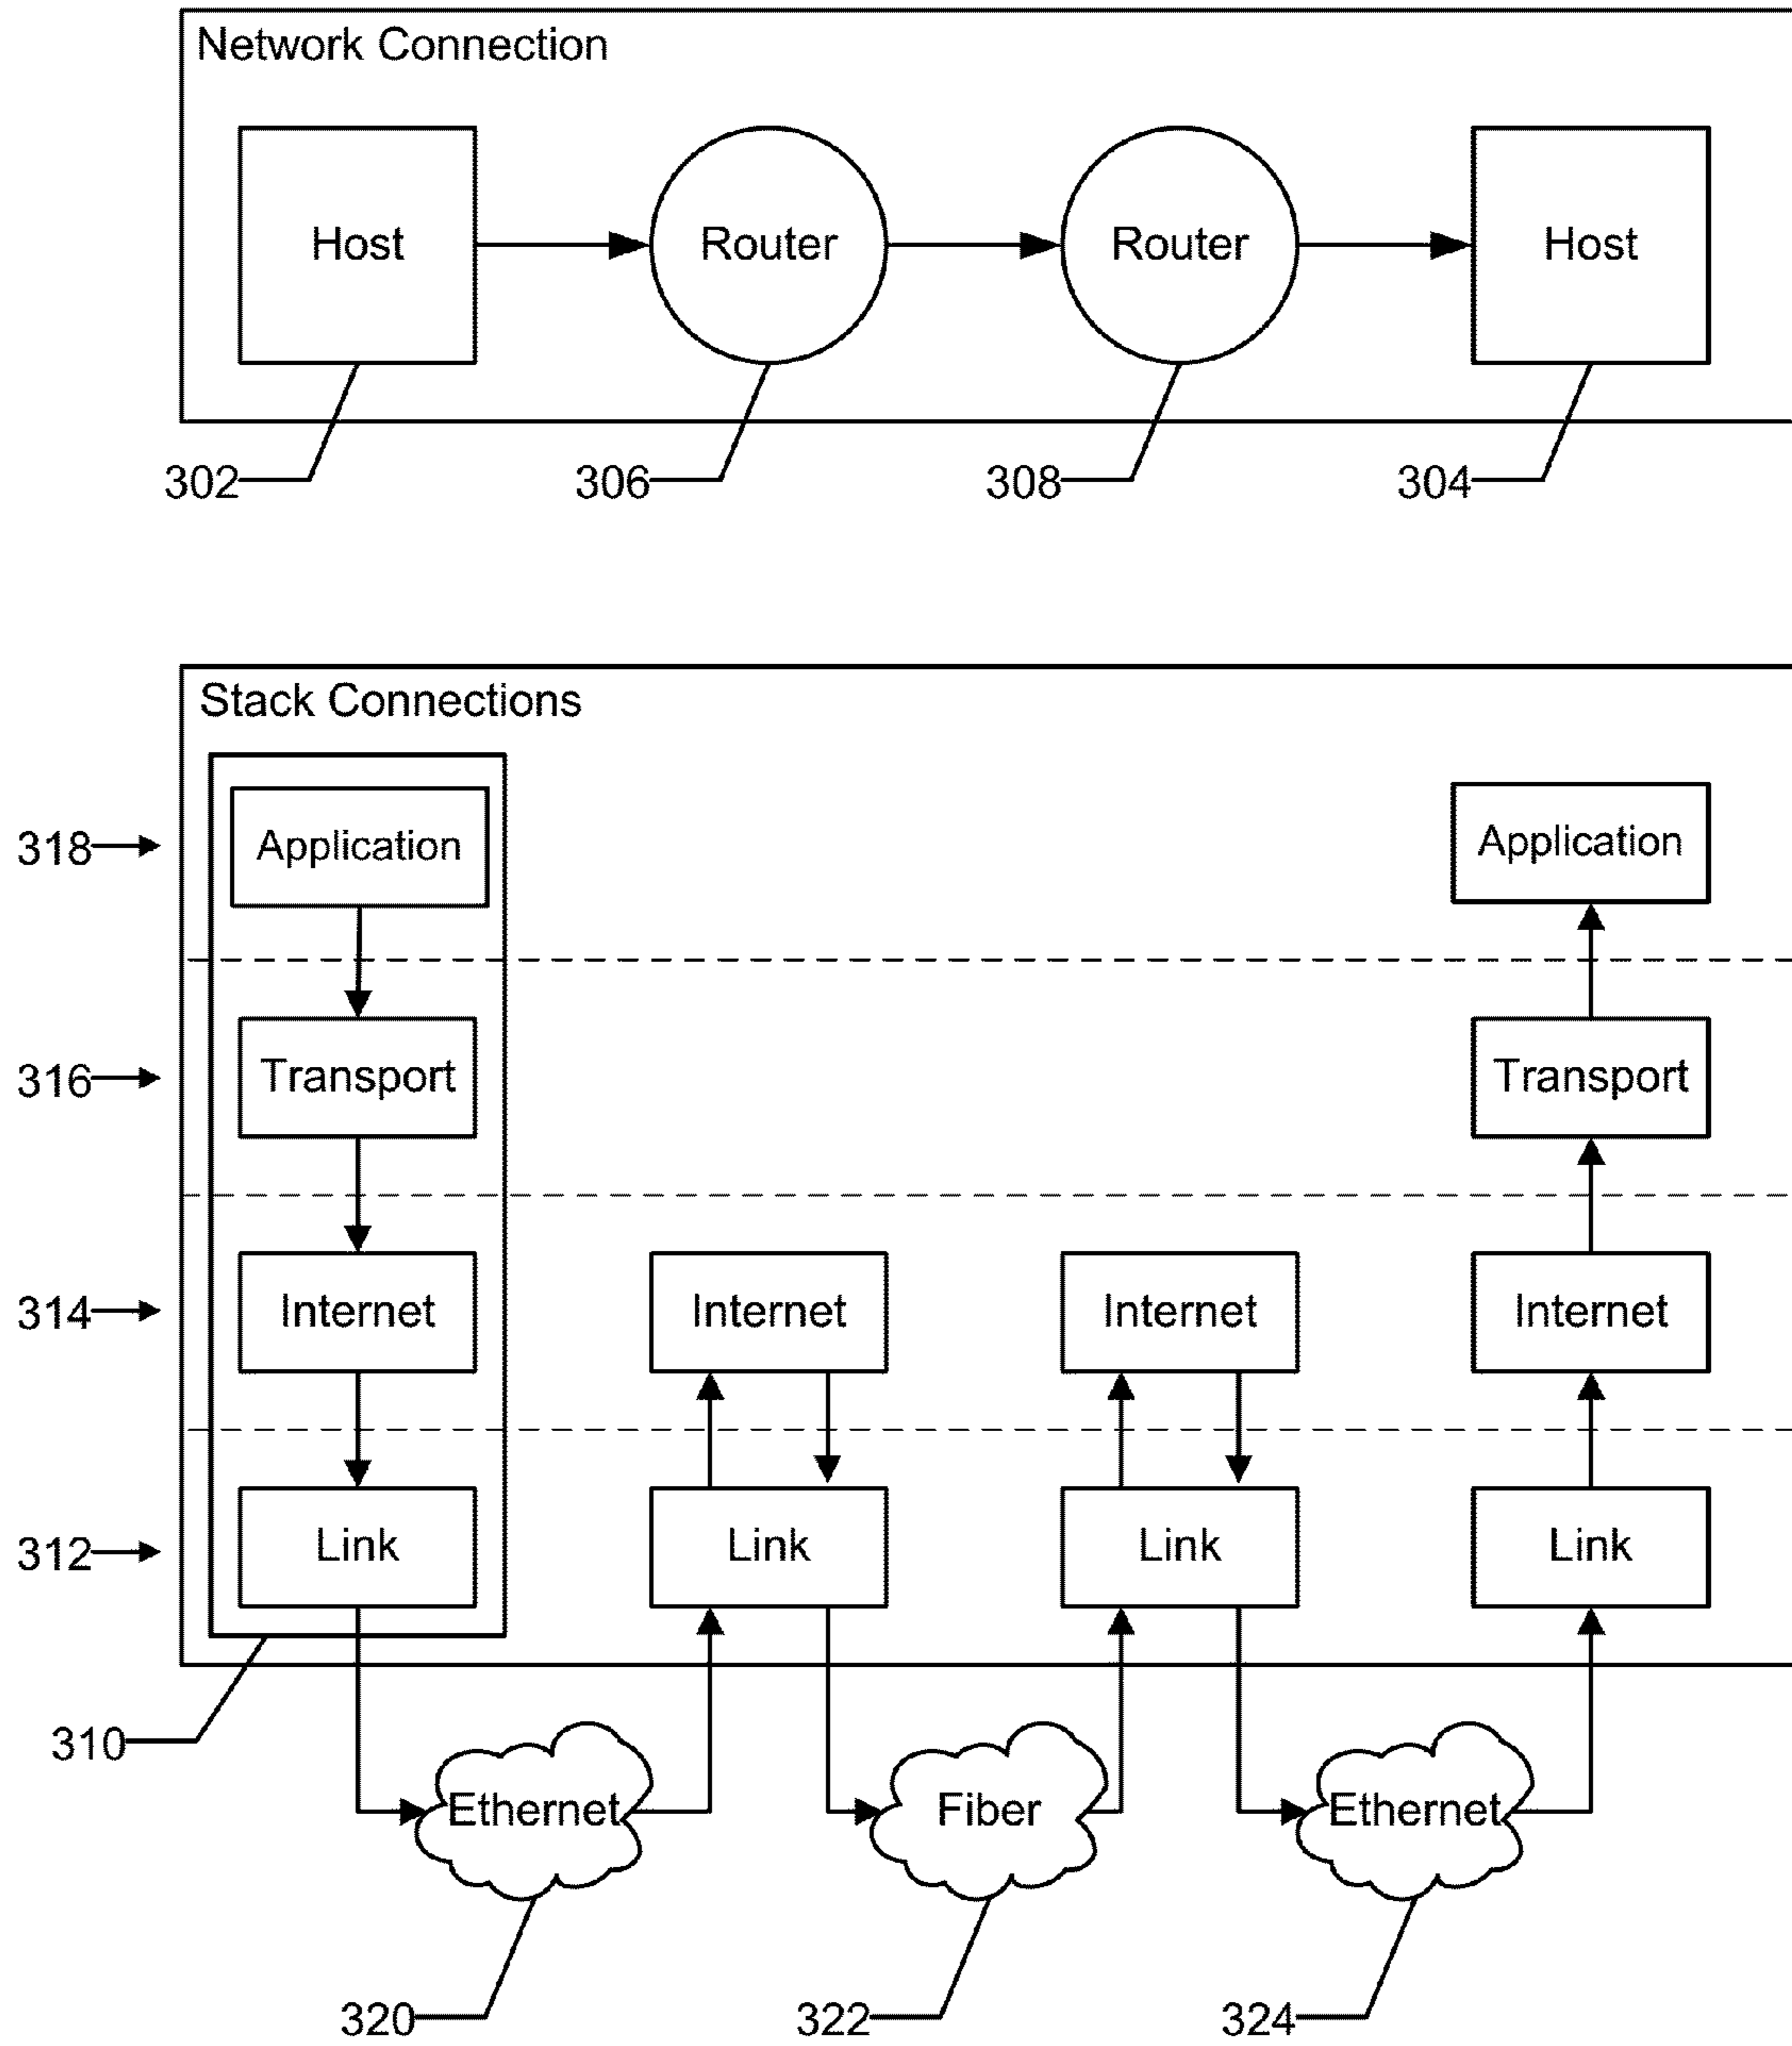 Network Connection
Host Router Router Host
302 306 308 304
Stack Connections
318 Application Application
316 Transport Transport
314 Internet Internet Internet Internet
312 Link Link Link Link
310
Ethernet Fiber Ethernet
320 322 324